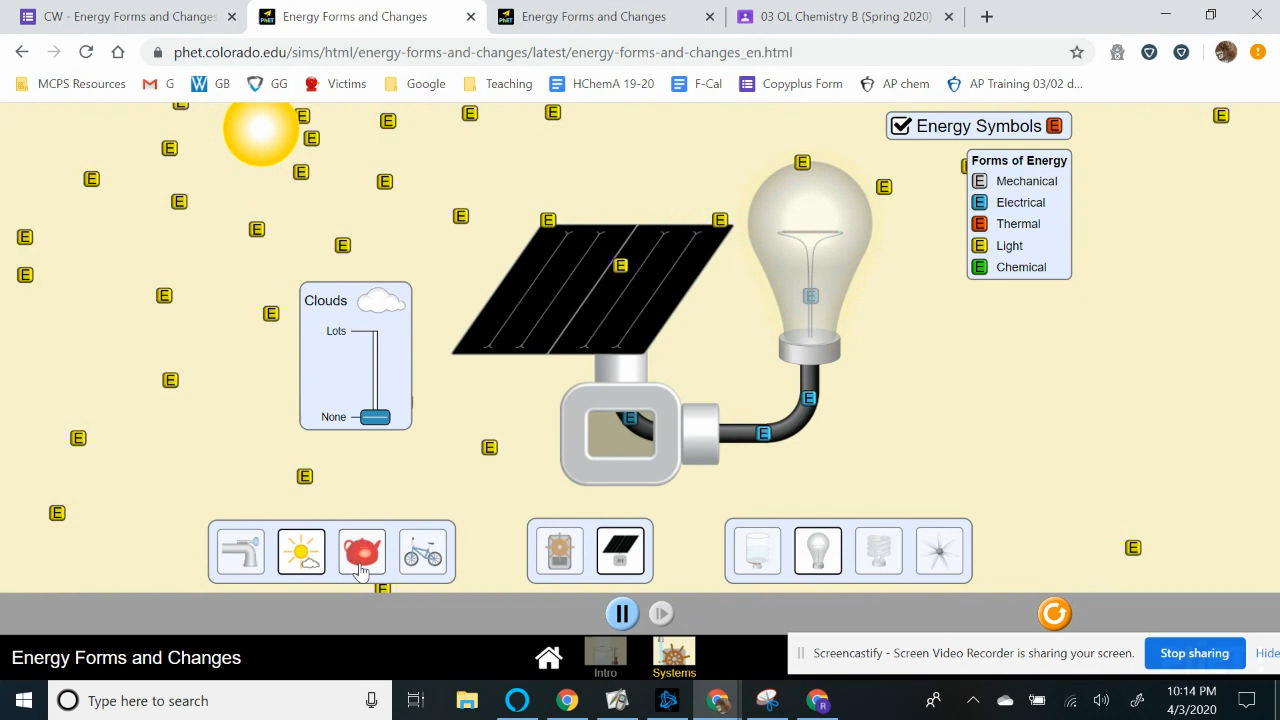 CW - Energy Forms and Changes
Energy Forms and Changes
Energy Forms and Changes
03 OL Chemistry B (Spring 2020)
phet.colorado.edu/sims/html/energy-forms-and-changes/latest/energy-forms-and-changes_en.html
MCPS Resources G GB GG Victims Google Teaching HChemA 19-20 F-Cal Copyplus Form AP chem AP Training 03/02 d...
Energy Symbols E
Forms of Energy
E Mechanical
E Electrical
E Thermal
E Light
E Chemical
Clouds
Lots
None
Energy Forms and Changes
Intro
Systems
Screencastify - Screen Video Recorder is sharing your screen.
Stop sharing
Hide
Type here to search
10:14 PM
4/3/2020